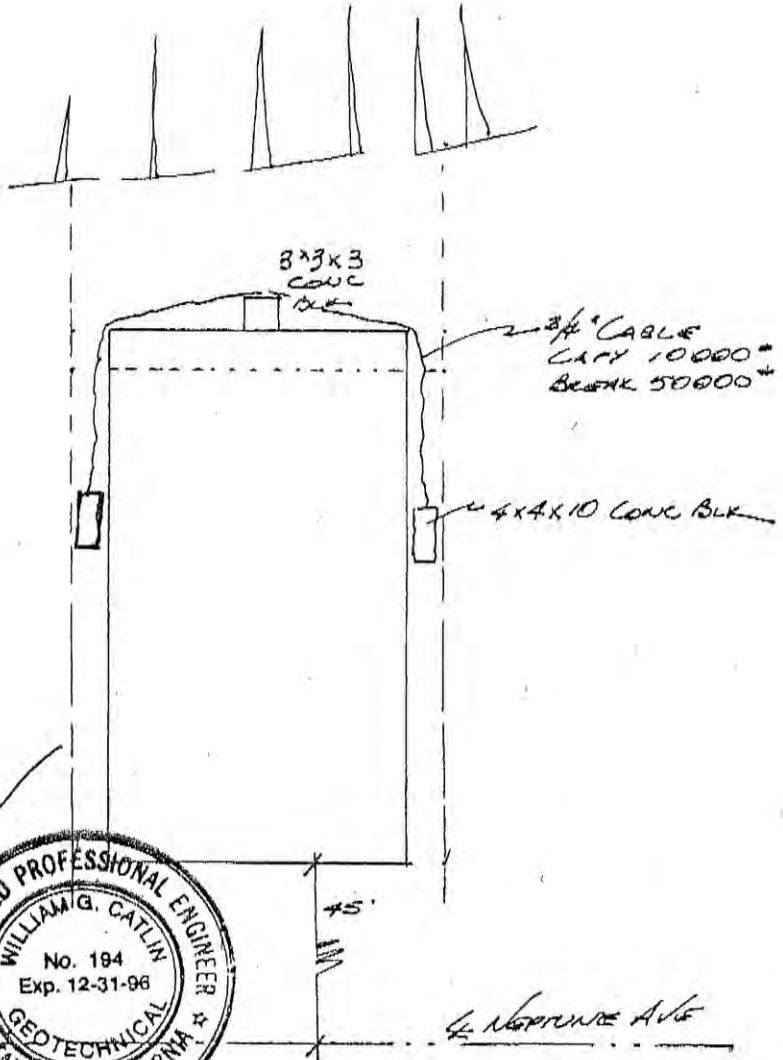 3x3x3
CONC
BLK
3/4" CABLE
CAPY 10000#
BREAK 50000#
4x4x10 CONC BLK
PROFESSIONAL ENGINEER
WILLIAM G. CATLIN
No. 194
Exp. 12-31-96
GEOTECHNICAL
45'
℄ NEPTUNE AVE